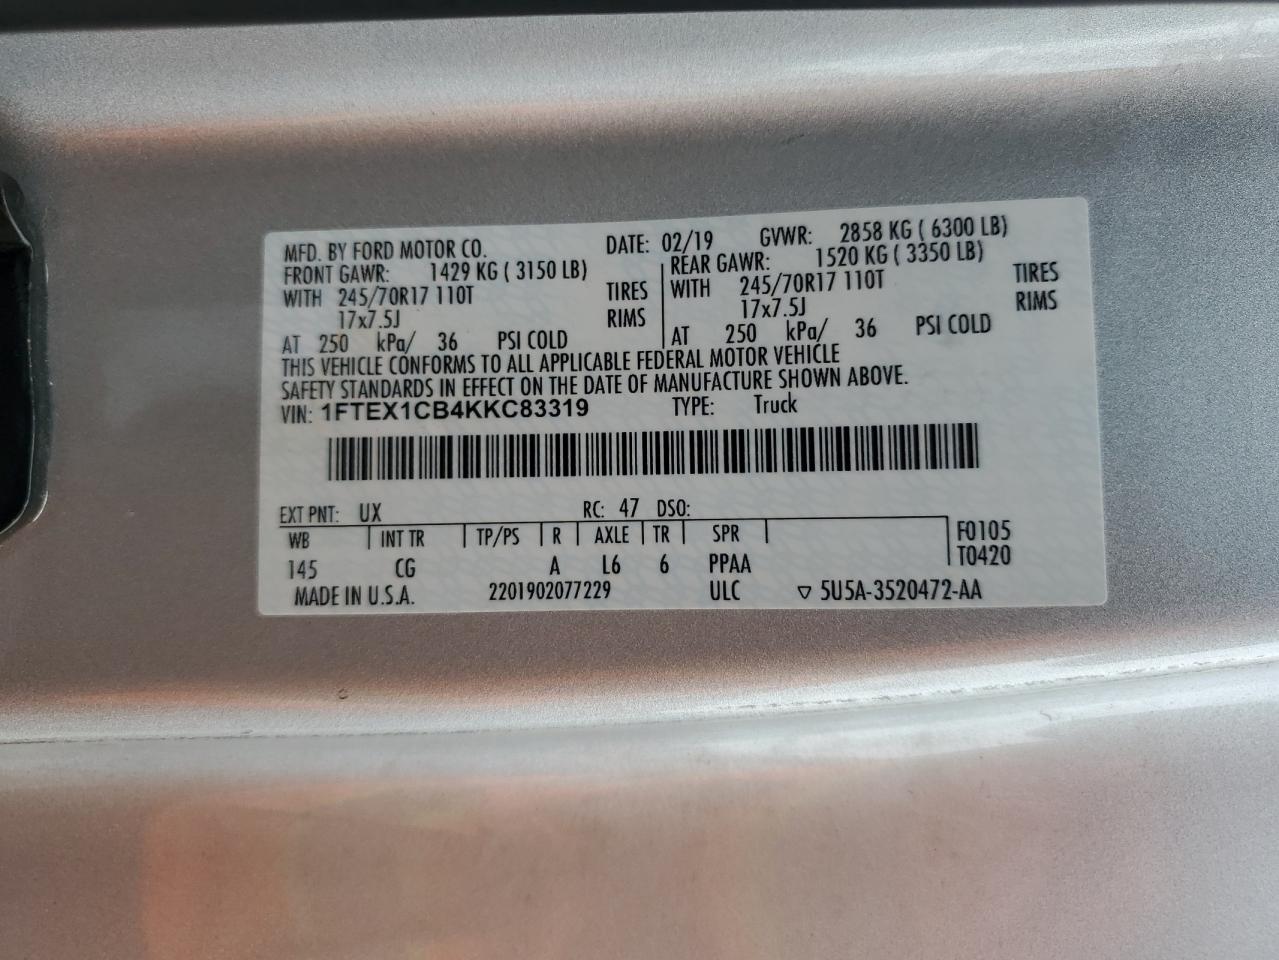 MFD. BY FORD MOTOR CO. DATE: 02/19 GVWR: 2858 KG ( 6300 LB)
FRONT GAWR: 1429 KG ( 3150 LB) REAR GAWR: 1520 KG ( 3350 LB)
WITH 245/70R17 110T TIRES WITH 245/70R17 110T TIRES
17x7.5J RIMS 17x7.5J RIMS
AT 250 kPa/ 36 PSI COLD AT 250 kPa/ 36 PSI COLD
THIS VEHICLE CONFORMS TO ALL APPLICABLE FEDERAL MOTOR VEHICLE
SAFETY STANDARDS IN EFFECT ON THE DATE OF MANUFACTURE SHOWN ABOVE.
VIN: 1FTEX1CB4KKC83319 TYPE: Truck
EXT PNT: UX RC: 47 DSO:
WB INT TR TP/PS R AXLE TR SPR F0105
145 CG A L6 6 PPAA T0420
MADE IN U.S.A. 2201902077229 ULC ▽ 5U5A-3520472-AA